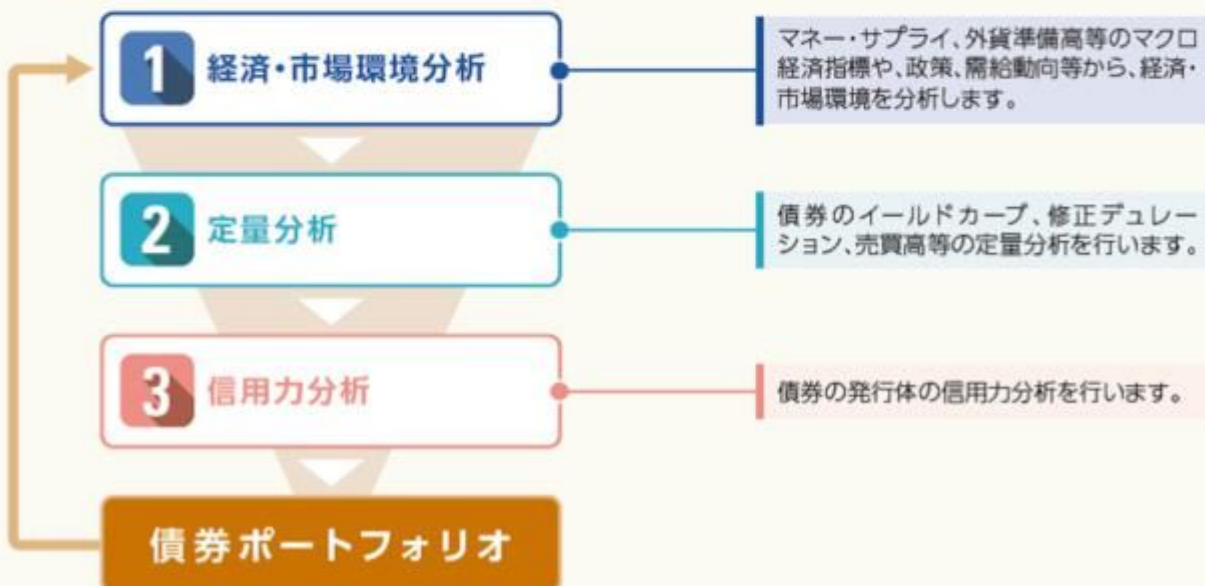 1 経済・市場環境分析
マネー・サプライ、外貨準備高等のマクロ
経済指標や、政策、需給動向等から、経済・
市場環境を分析します。
2 定量分析
債券のイールドカーブ、修正デュレー
ション、売買高等の定量分析を行います。
3 信用力分析
債券の発行体の信用力分析を行います。
債券ポートフォリオ